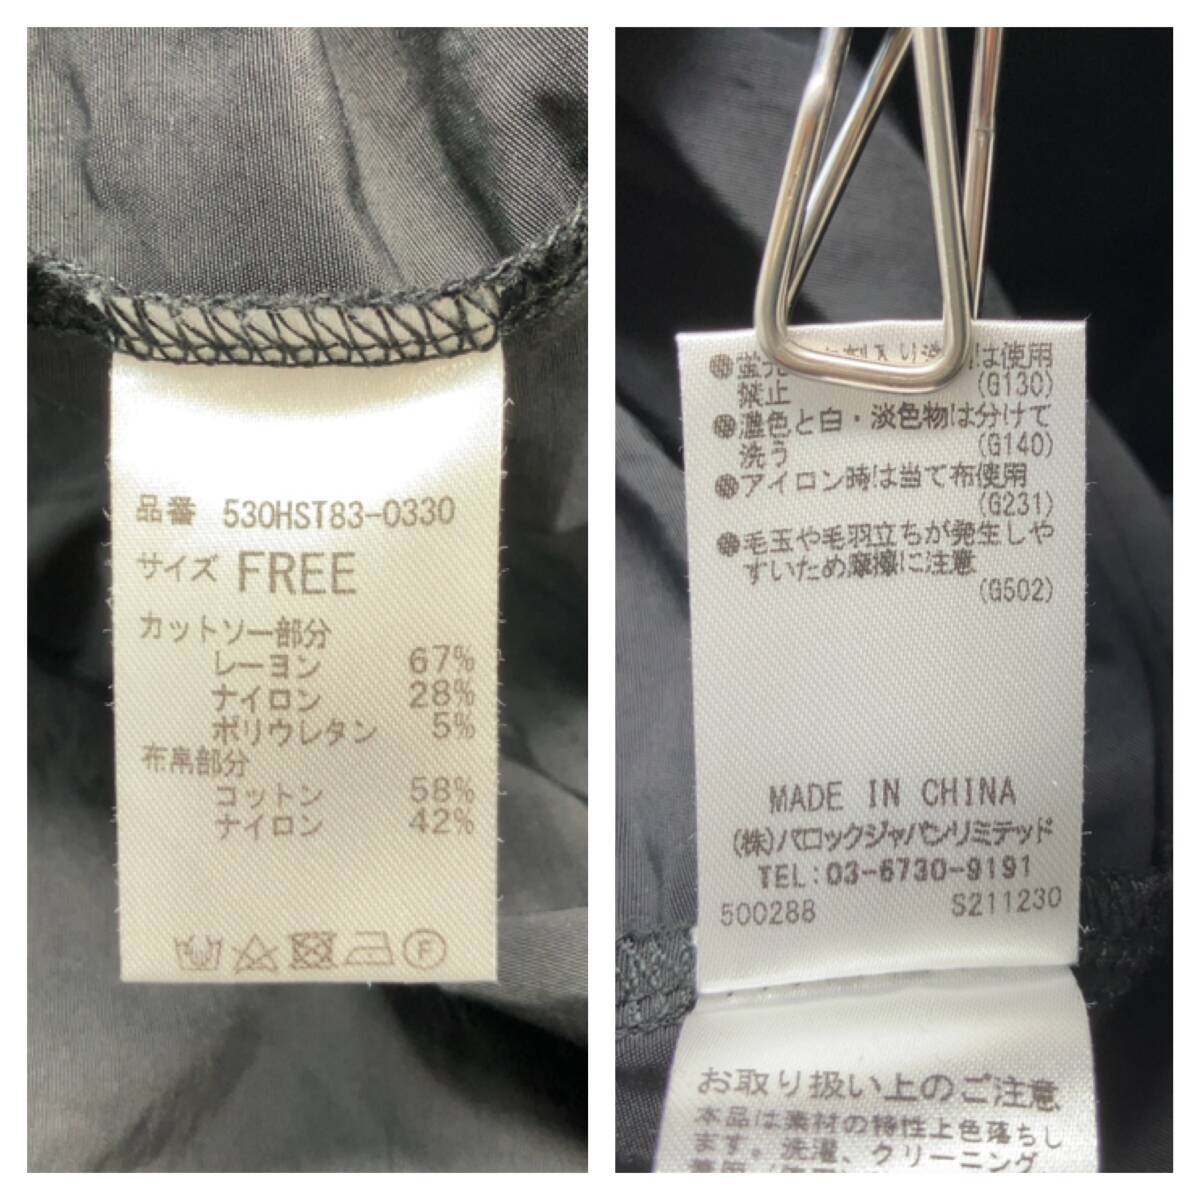 品番 530HST83-0330
サイズ FREE
カットソー部分
レーヨン 67%
ナイロン 28%
ポリウレタン 5%
布帛部分
コットン 58%
ナイロン 42%
F
は使用
禁止 (G130)
濃色と白・淡色物は分けて
洗う (G140)
アイロン時は当て布使用
(G231)
毛玉や毛羽立ちが発生しや
すいため摩擦に注意
(G502)
MADE IN CHINA
(株)バロックジャパンリミテッド
TEL:03-6730-9191
500288 S211230
お取り扱い上のご注意
本品は素材の特性上色落ちし
ます。洗濯、クリーニング、